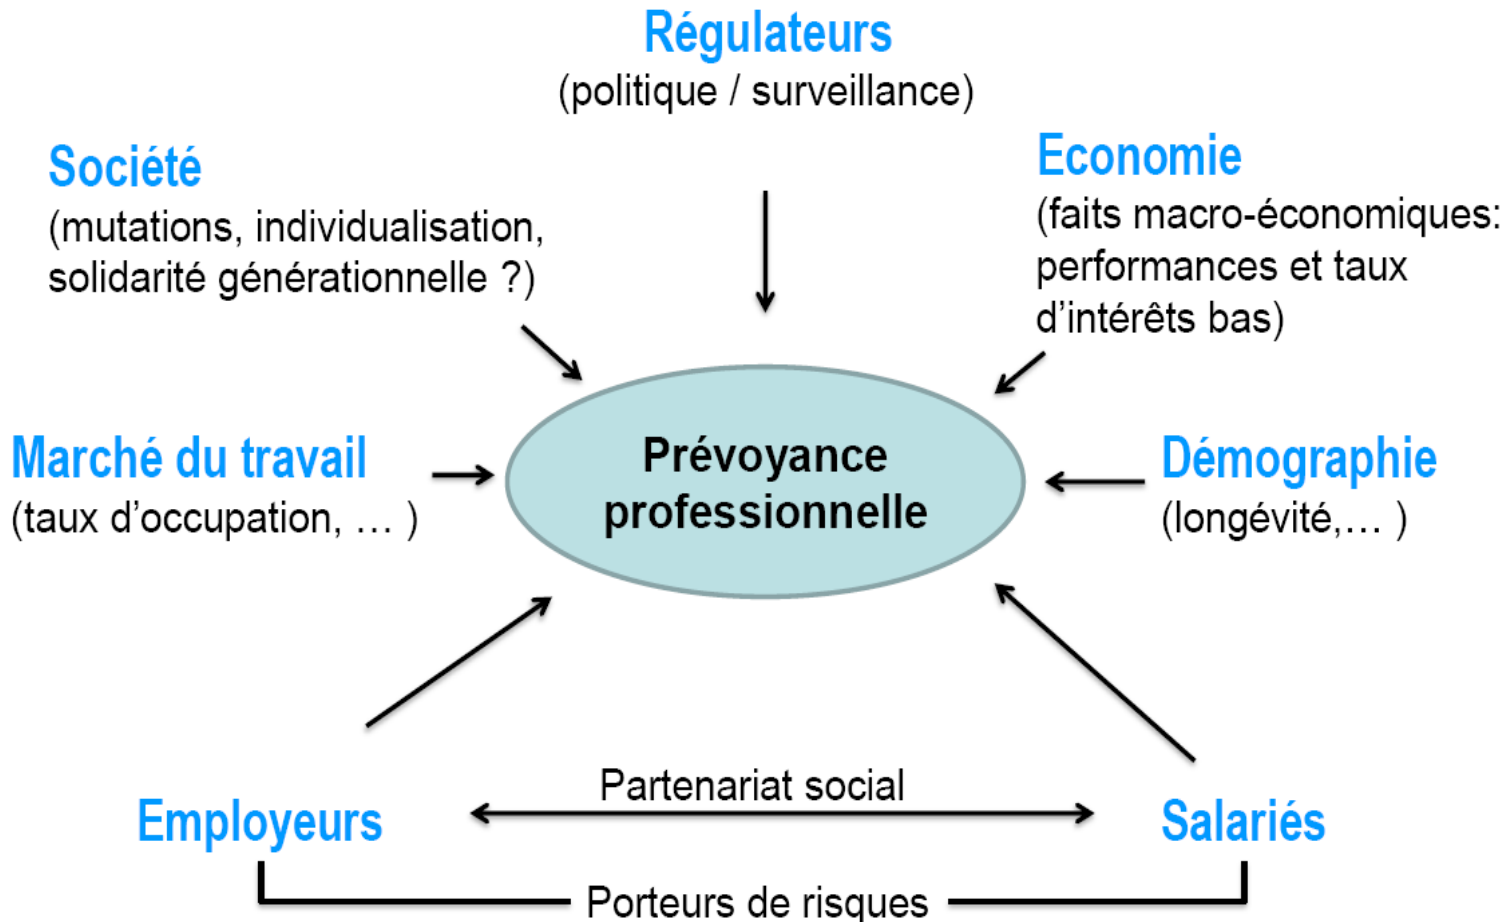 Régulateurs
(politique / surveillance)
Société
(mutations, individualisation,
solidarité générationnelle ?)
Economie
(faits macro-économiques:
performances et taux
d’intérêts bas)
Marché du travail
(taux d’occupation, … )
Prévoyance
professionnelle
Démographie
(longévité,… )
Partenariat social
Employeurs
Salariés
Porteurs de risques